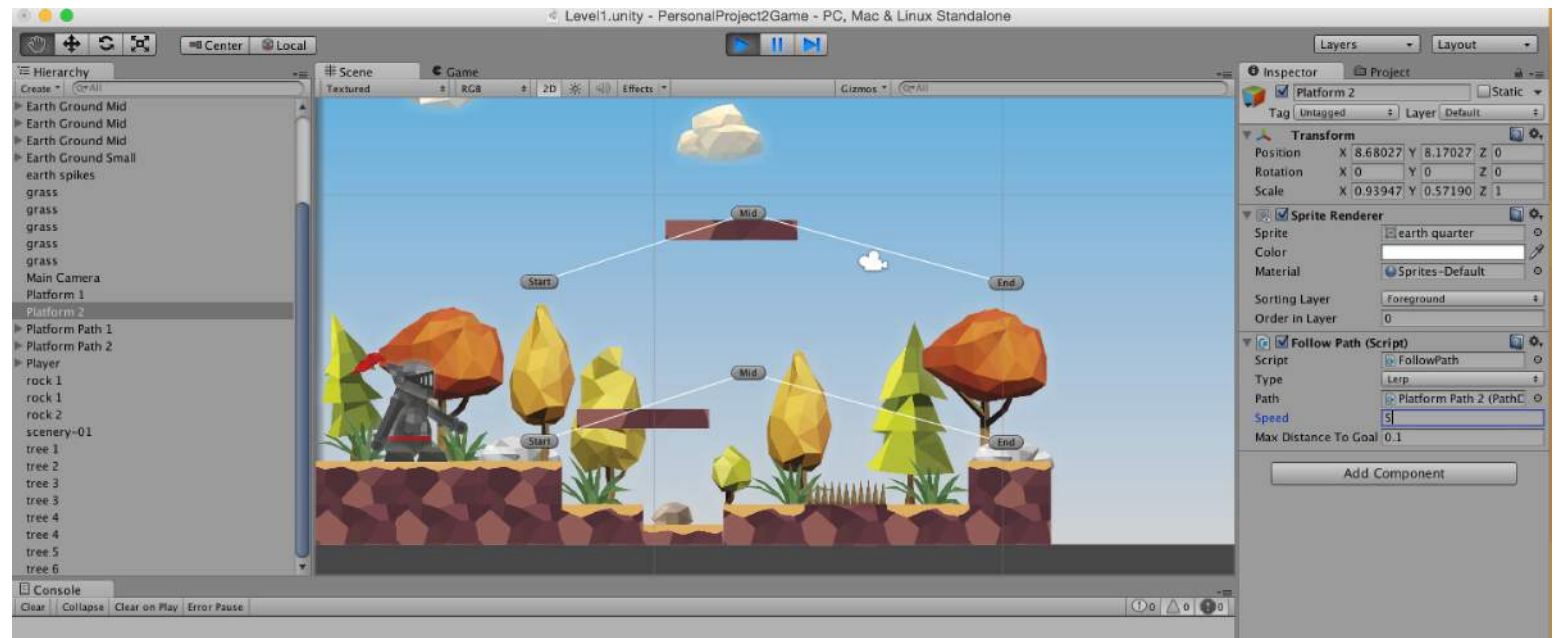 Level1.unity - PersonalProject2Game - PC, Mac & Linux Standalone
Center Local Layers Layout
Hierarchy
Create All
Earth Ground Mid
Earth Ground Mid
Earth Ground Mid
Earth Ground Small
earth spikes
grass
grass
grass
grass
grass
Main Camera
Platform 1
Platform 2
Platform Path 1
Platform Path 2
Player
rock 1
rock 1
rock 2
scenery-01
tree 1
tree 2
tree 3
tree 3
tree 4
tree 4
tree 5
tree 6
Scene Game
Textured RGB 2D Effects Gizmos All
Mid
Start End
Mid
Start End
Inspector Project
Platform 2 Static
Tag Untagged Layer Default
Transform
Position X 8.68027 Y 8.17027 Z 0
Rotation X 0 Y 0 Z 0
Scale X 0.93947 Y 0.57190 Z 1
Sprite Renderer
Sprite earth quarter
Color
Material Sprites-Default
Sorting Layer Foreground
Order in Layer 0
Follow Path (Script)
Script FollowPath
Type Lerp
Path Platform Path 2 (PathD
Speed 5
Max Distance To Goal 0.1
Add Component
Console
Clear Collapse Clear on Play Error Pause 0 0 0